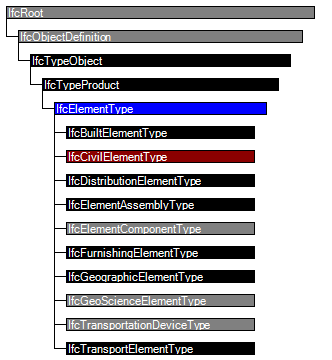 IfcRoot
IfcObjectDefinition
IfcTypeObject
IfcTypeProduct
IfcElementType
IfcBuiltElementType
IfcCivilElementType
IfcDistributionElementType
IfcElementAssemblyType
IfcElementComponentType
IfcFurnishingElementType
IfcGeographicElementType
IfcGeoScienceElementType
IfcTransportationDeviceType
IfcTransportElementType